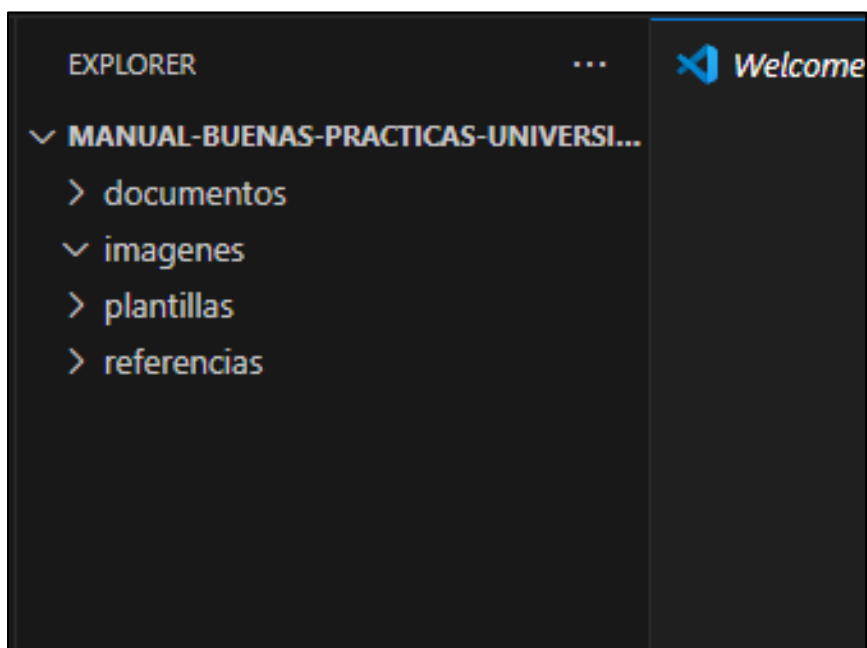 EXPLORER ...
Welcome
MANUAL-BUENAS-PRACTICAS-UNIVERSI...
documentos
imagenes
plantillas
referencias